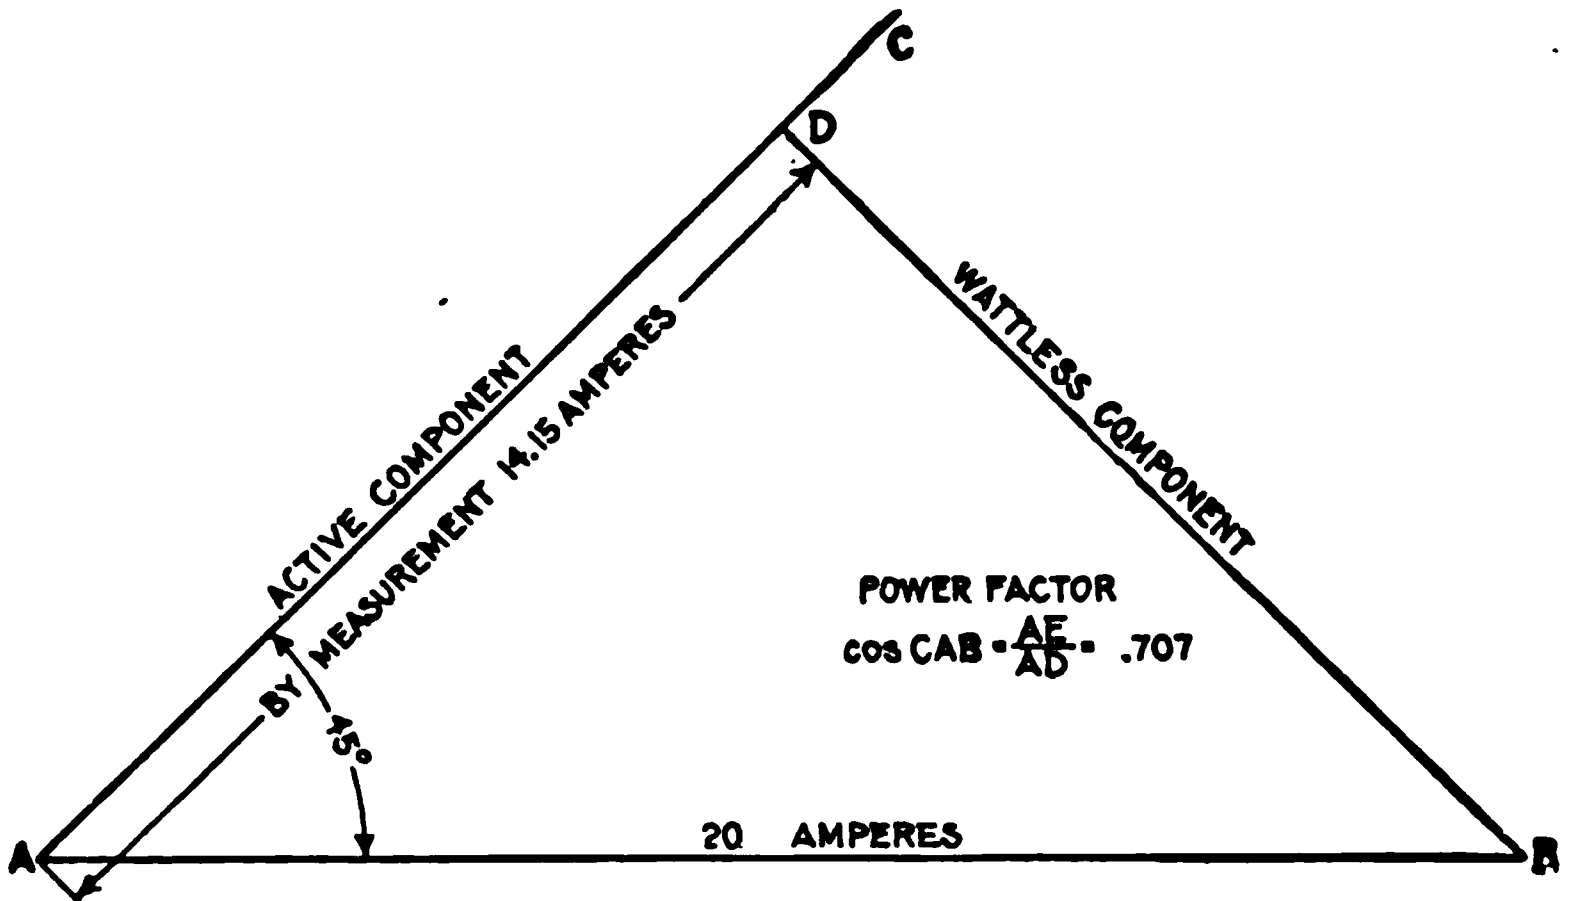 C
D
WATTLESS COMPONENT
ACTIVE COMPONENT
BY MEASUREMENT 14.15 AMPERES
45°
POWER FACTOR
cos CAB = AE/AD = .707
20 AMPERES
A
B